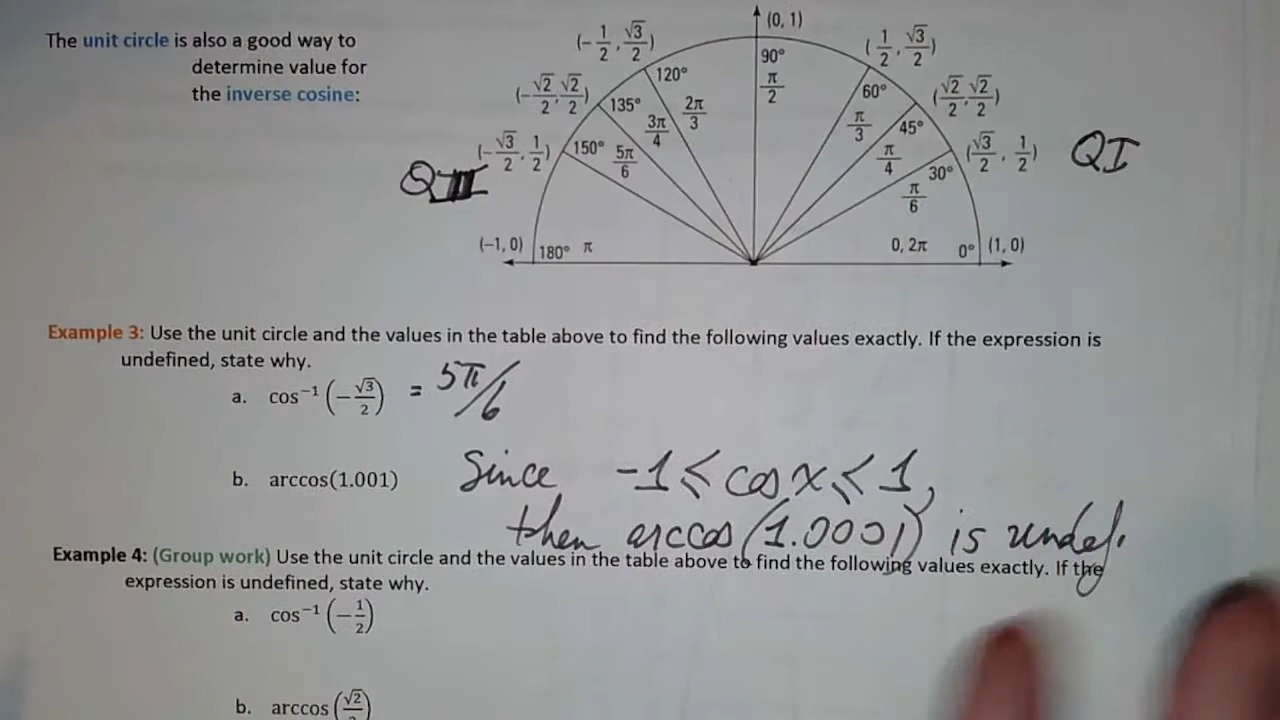 The unit circle is also a good way to
determine value for
the inverse cosine:
(0, 1)
(-1/2, √3/2)
(1/2, √3/2)
90°
π/2
120°
2π/3
60°
π/3
(-√2/2, √2/2)
(√2/2, √2/2)
135°
3π/4
45°
π/4
(-√3/2, 1/2)
(√3/2, 1/2)
150°
5π/6
30°
π/6
QII
QI
(-1, 0)
180° π
0, 2π
0°
(1, 0)
Example 3: Use the unit circle and the values in the table above to find the following values exactly. If the expression is
undefined, state why.
a. cos⁻¹(-√3/2) = 5π/6
b. arccos(1.001) Since -1 ≤ cos x ≤ 1,
then arccos(1.0001) is undef.
Example 4: (Group work) Use the unit circle and the values in the table above to find the following values exactly. If the
expression is undefined, state why.
a. cos⁻¹(-1/2)
b. arccos(√2/2)